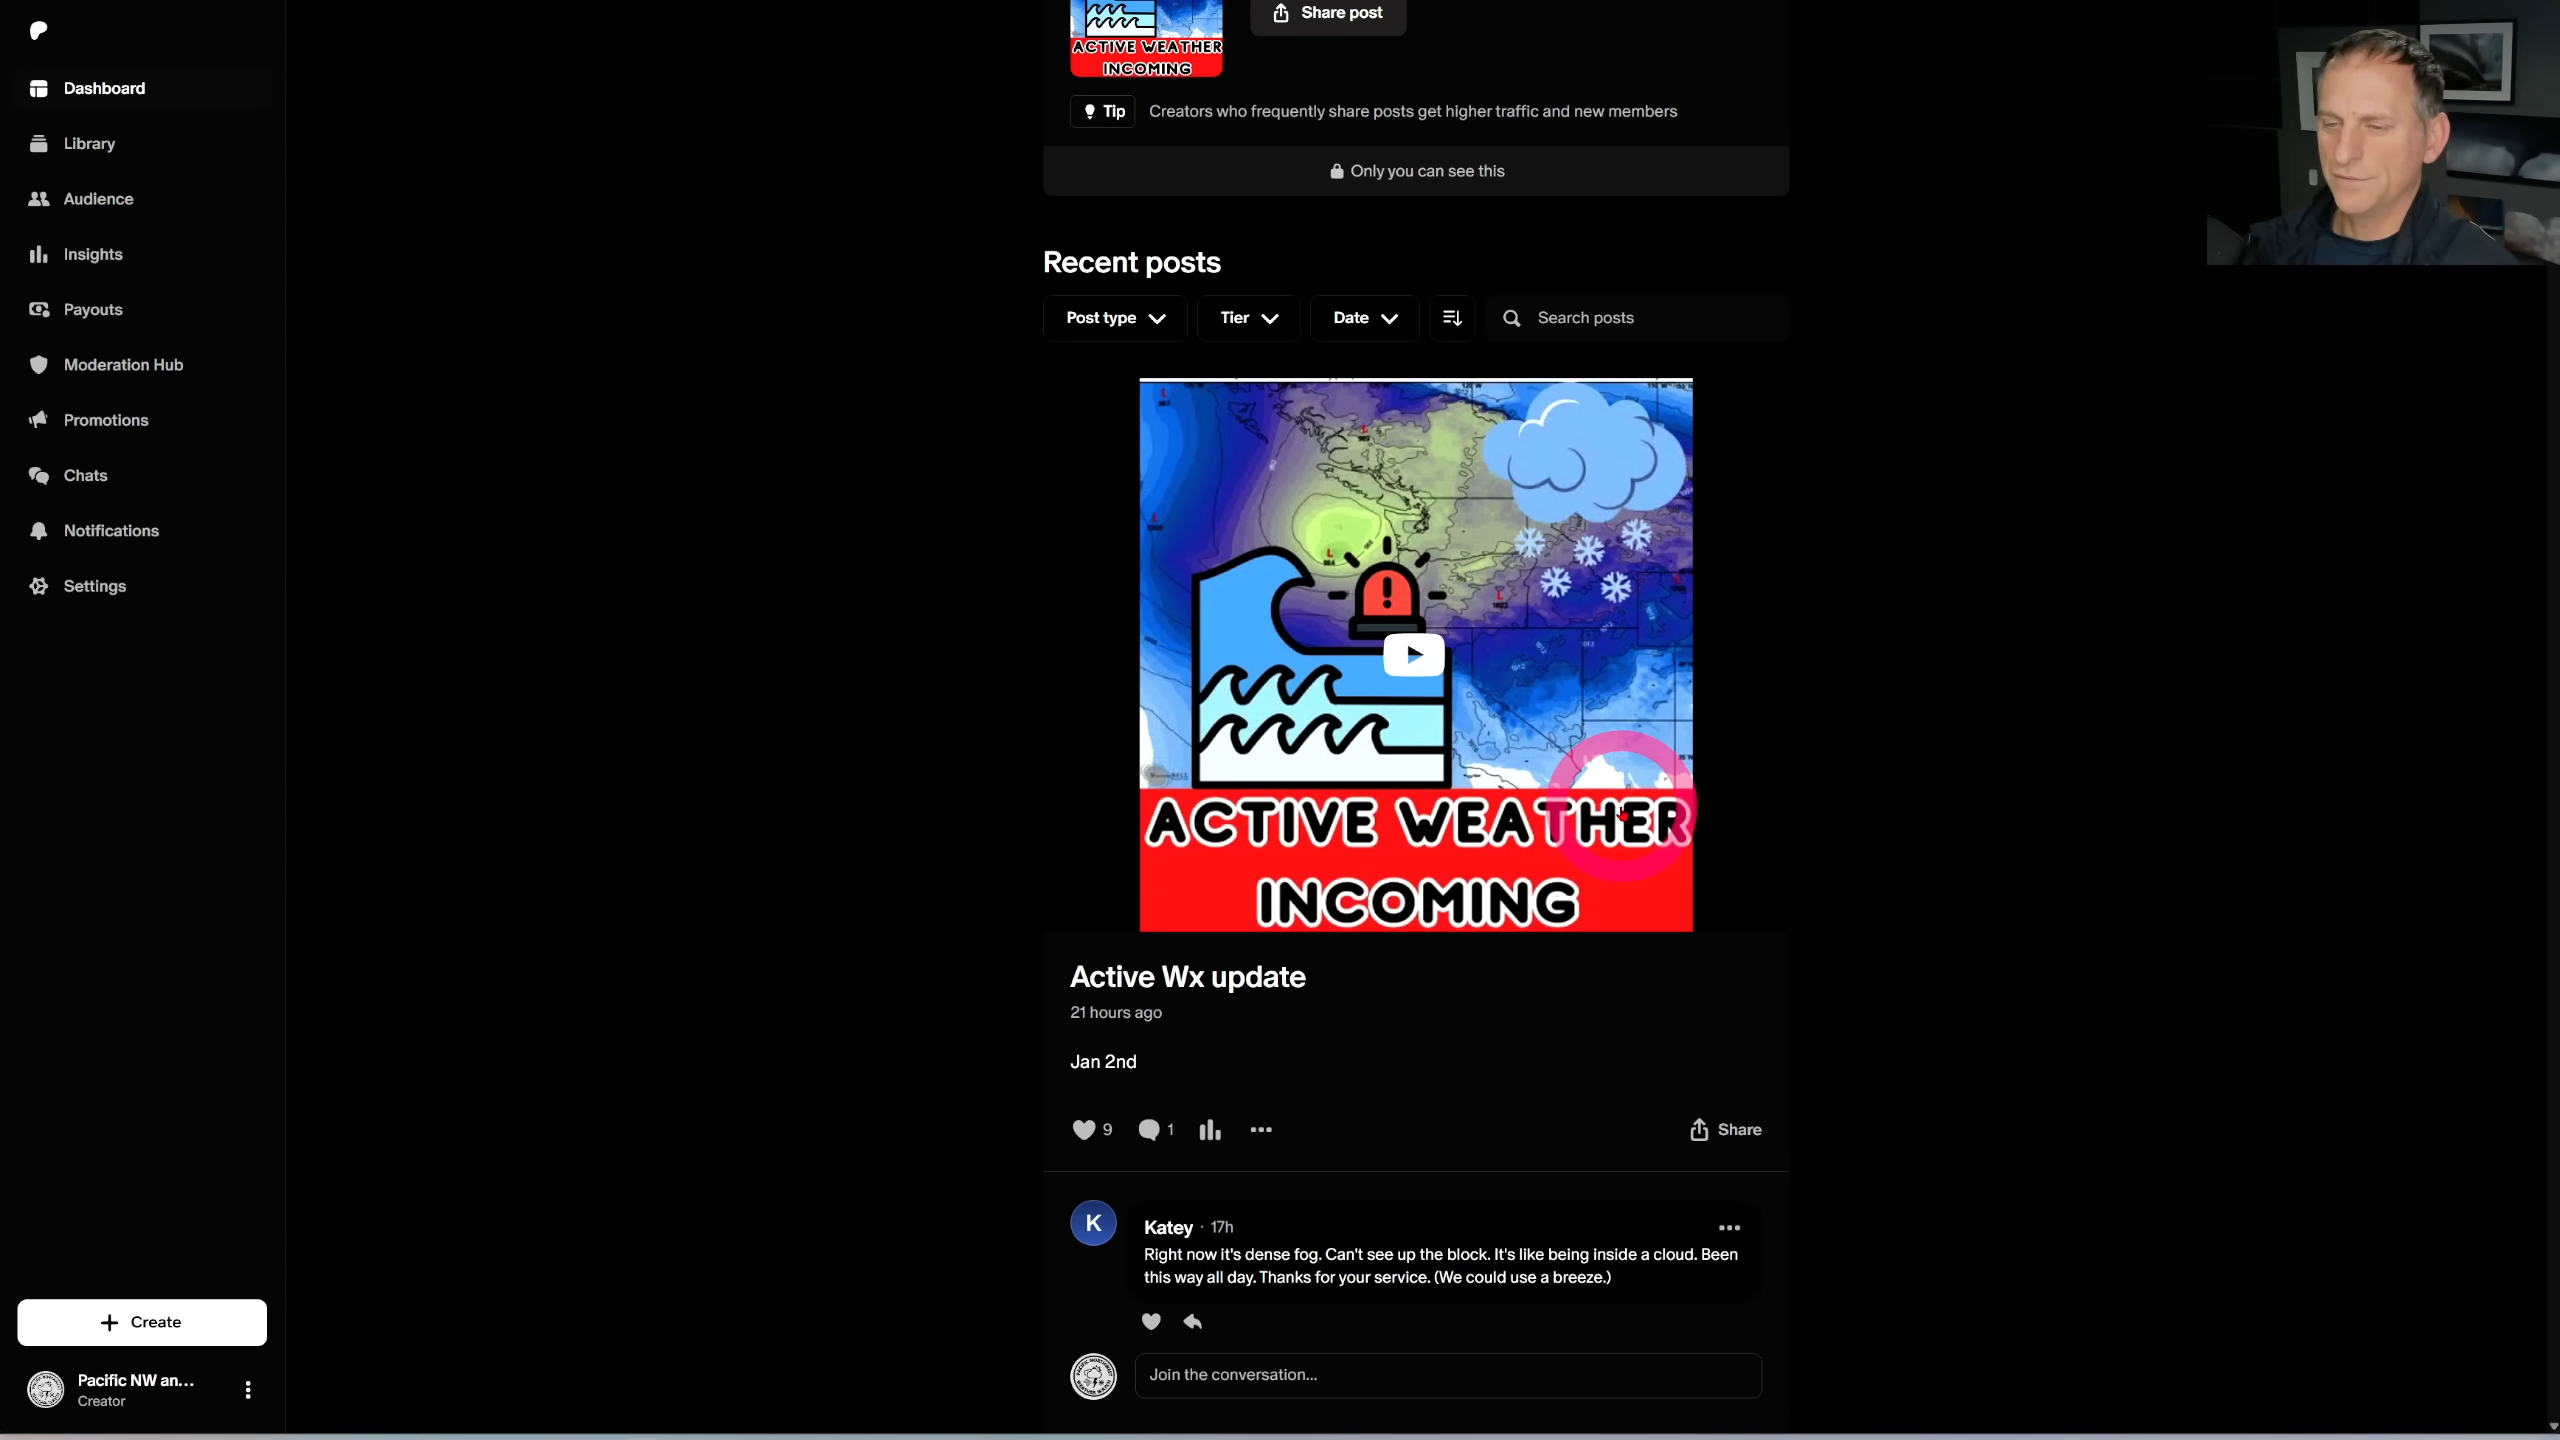 Dashboard
Library
Audience
Insights
Payouts
Moderation Hub
Promotions
Chats
Notifications
Settings
Create
Pacific NW an...
Creator
ACTIVE WEATHER
INCOMING
Share post
Tip
Creators who frequently share posts get higher traffic and new members
Only you can see this
Recent posts
Post type
Tier
Date
Search posts
ACTIVE WEATHER
INCOMING
Active Wx update
21 hours ago
Jan 2nd
9
1
Share
K
Katey · 17h
Right now it's dense fog. Can't see up the block. It's like being inside a cloud. Been
this way all day. Thanks for your service. (We could use a breeze.)
Join the conversation...